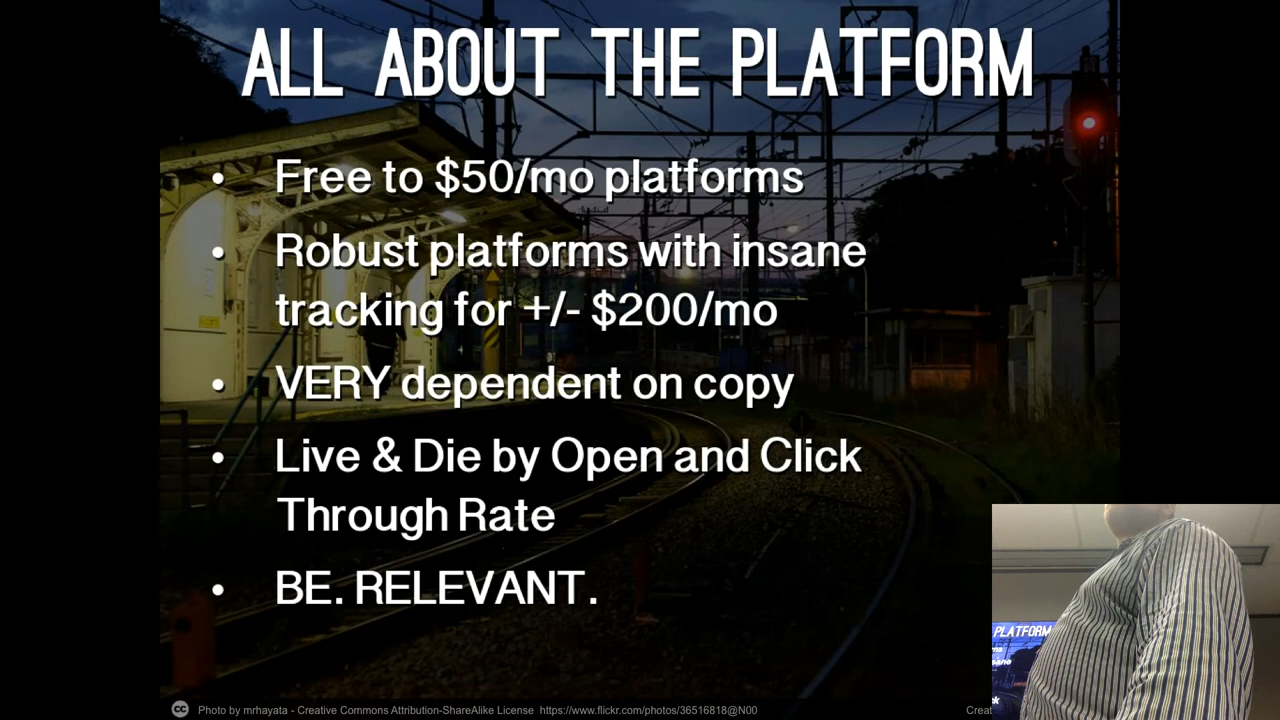 ALL ABOUT THE PLATFORM
• Free to $50/mo platforms
• Robust platforms with insane
tracking for +/- $200/mo
• VERY dependent on copy
• Live & Die by Open and Click
Through Rate
• BE. RELEVANT.
PLATFORM
cc Photo by mrhayata - Creative Commons Attribution-ShareAlike License https://www.flickr.com/photos/36516818@N00